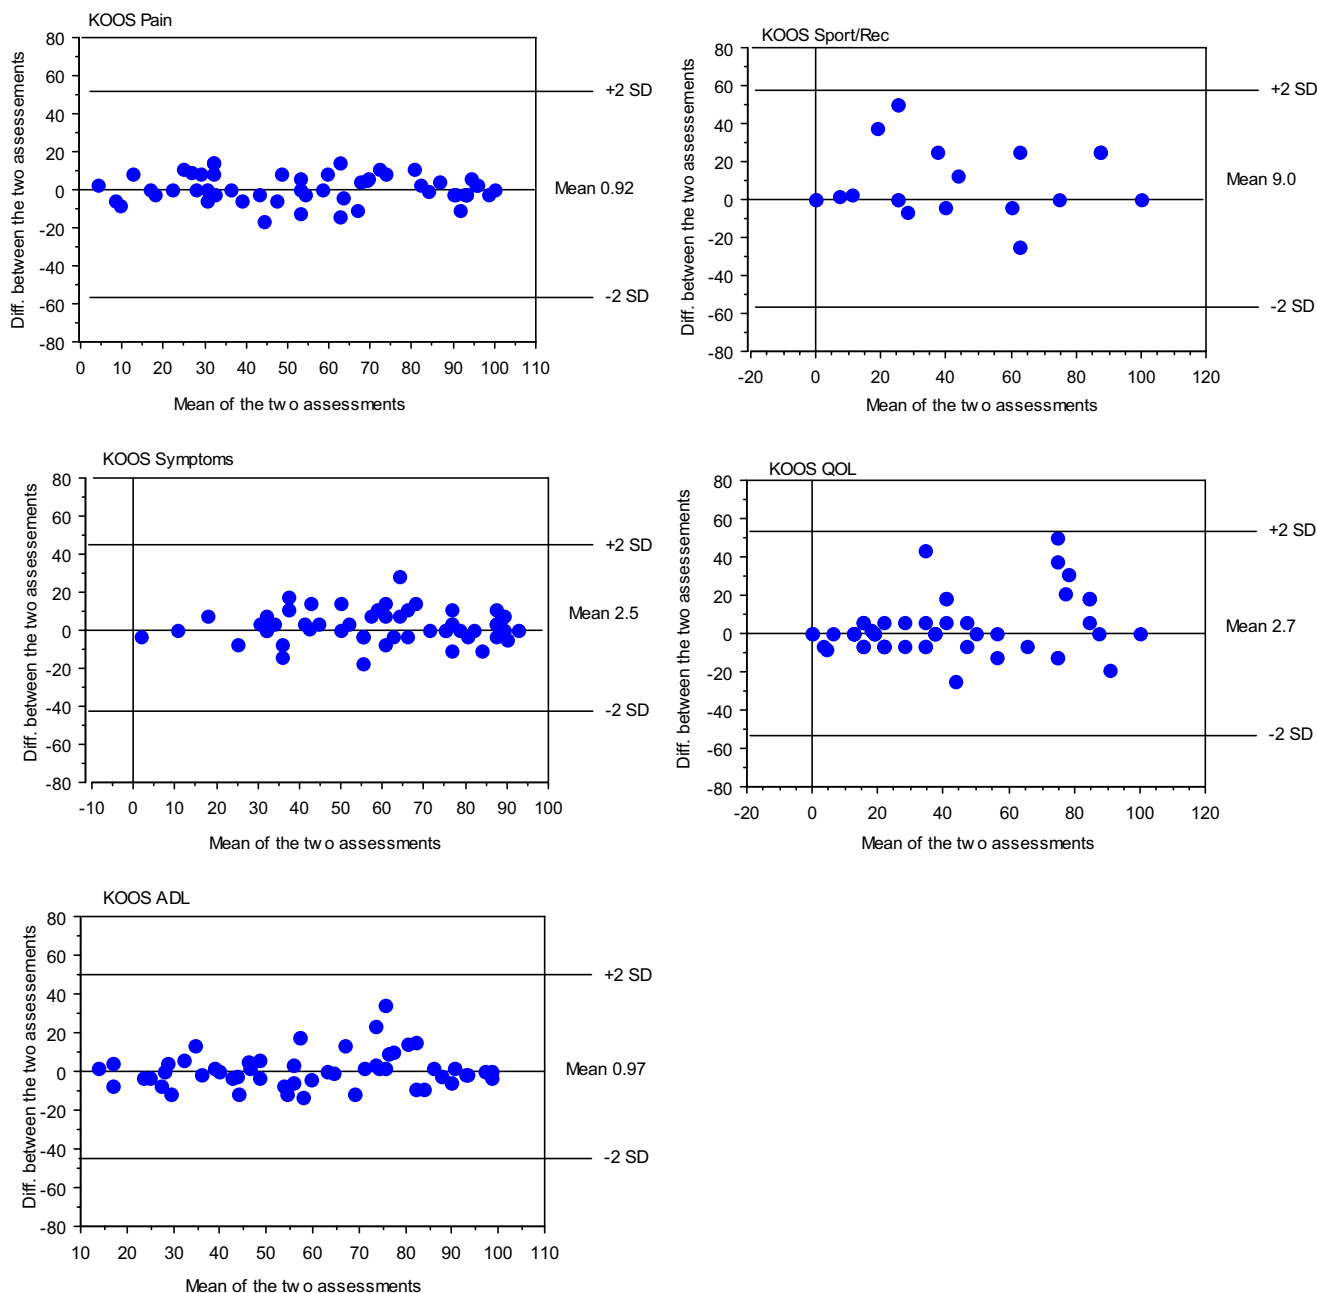 KOOS Pain
80
60
40
20
0
-20
-40
-60
-80
Diff. between the two assessements
+2 SD
Mean 0.92
-2 SD
0 10 20 30 40 50 60 70 80 90 100 110
Mean of the two assessments
KOOS Sport/Rec
80
60
40
20
0
-20
-40
-60
-80
Diff. between the two assessements
+2 SD
Mean 9.0
-2 SD
-20 0 20 40 60 80 100 120
Mean of the two assessments
KOOS Symptoms
80
60
40
20
0
-20
-40
-60
-80
Diff. between the two assessements
+2 SD
Mean 2.5
-2 SD
-10 0 10 20 30 40 50 60 70 80 90 100
Mean of the two assessments
KOOS QOL
80
60
40
20
0
-20
-40
-60
-80
Diff. between the two assessements
+2 SD
Mean 2.7
-2 SD
-20 0 20 40 60 80 100 120
Mean of the two assessments
KOOS ADL
80
60
40
20
0
-20
-40
-60
-80
Diff. between the two assessements
+2 SD
Mean 0.97
-2 SD
10 20 30 40 50 60 70 80 90 100 110
Mean of the two assessments